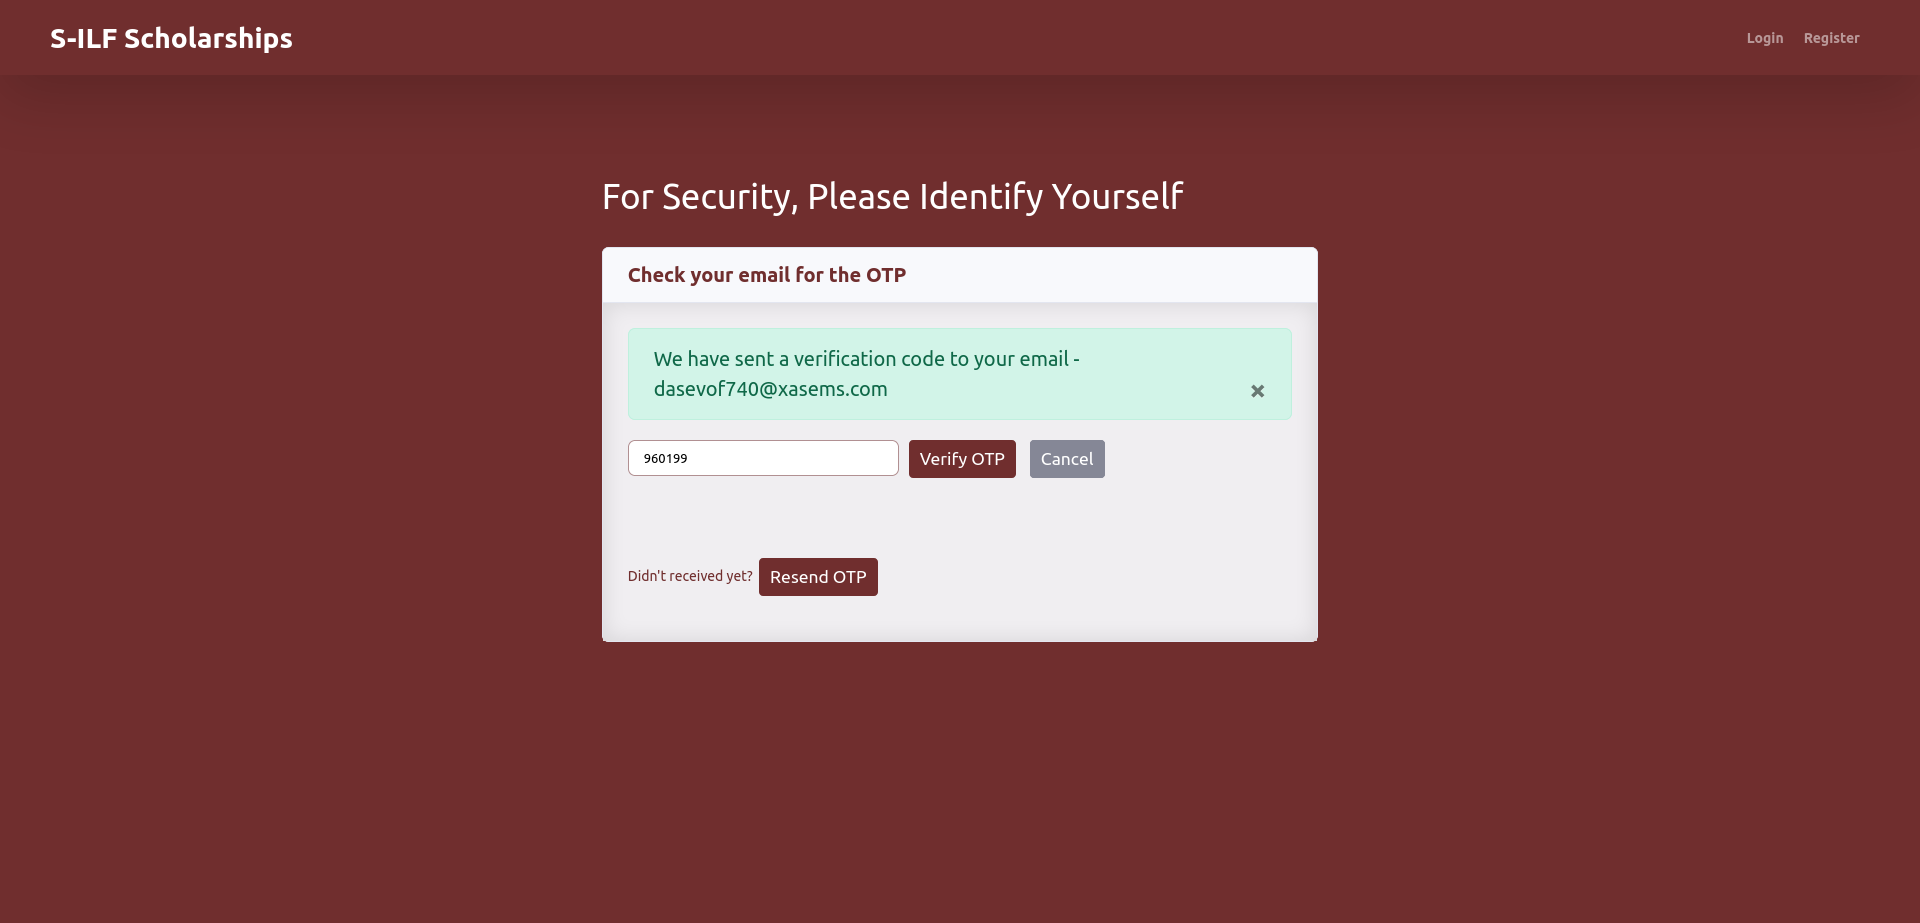 S-ILF Scholarships
Login
Register
For Security, Please Identify Yourself
Check your email for the OTP
We have sent a verification code to your email -
dasevof740@xasems.com
×
960199
Verify OTP
Cancel
Didn't received yet?
Resend OTP